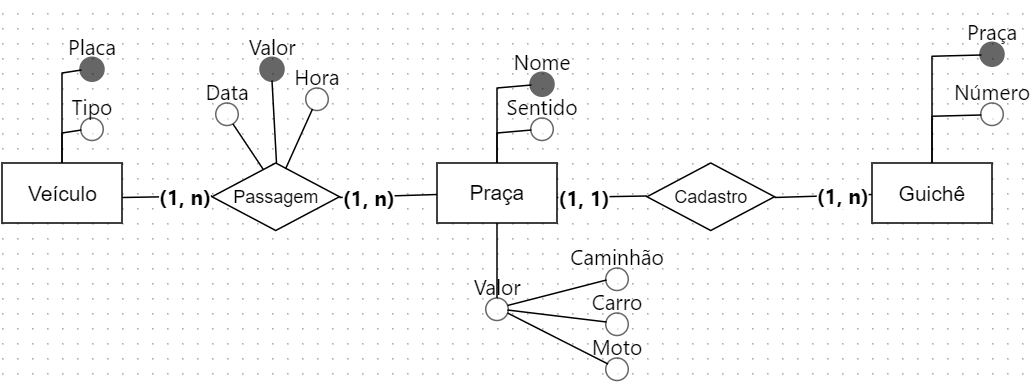 Placa
Tipo
Veículo
(1, n)
Data
Valor
Hora
Passagem
(1, n)
Nome
Sentido
Praça
(1, 1)
Cadastro
(1, n)
Praça
Número
Guichê
Valor
Caminhão
Carro
Moto